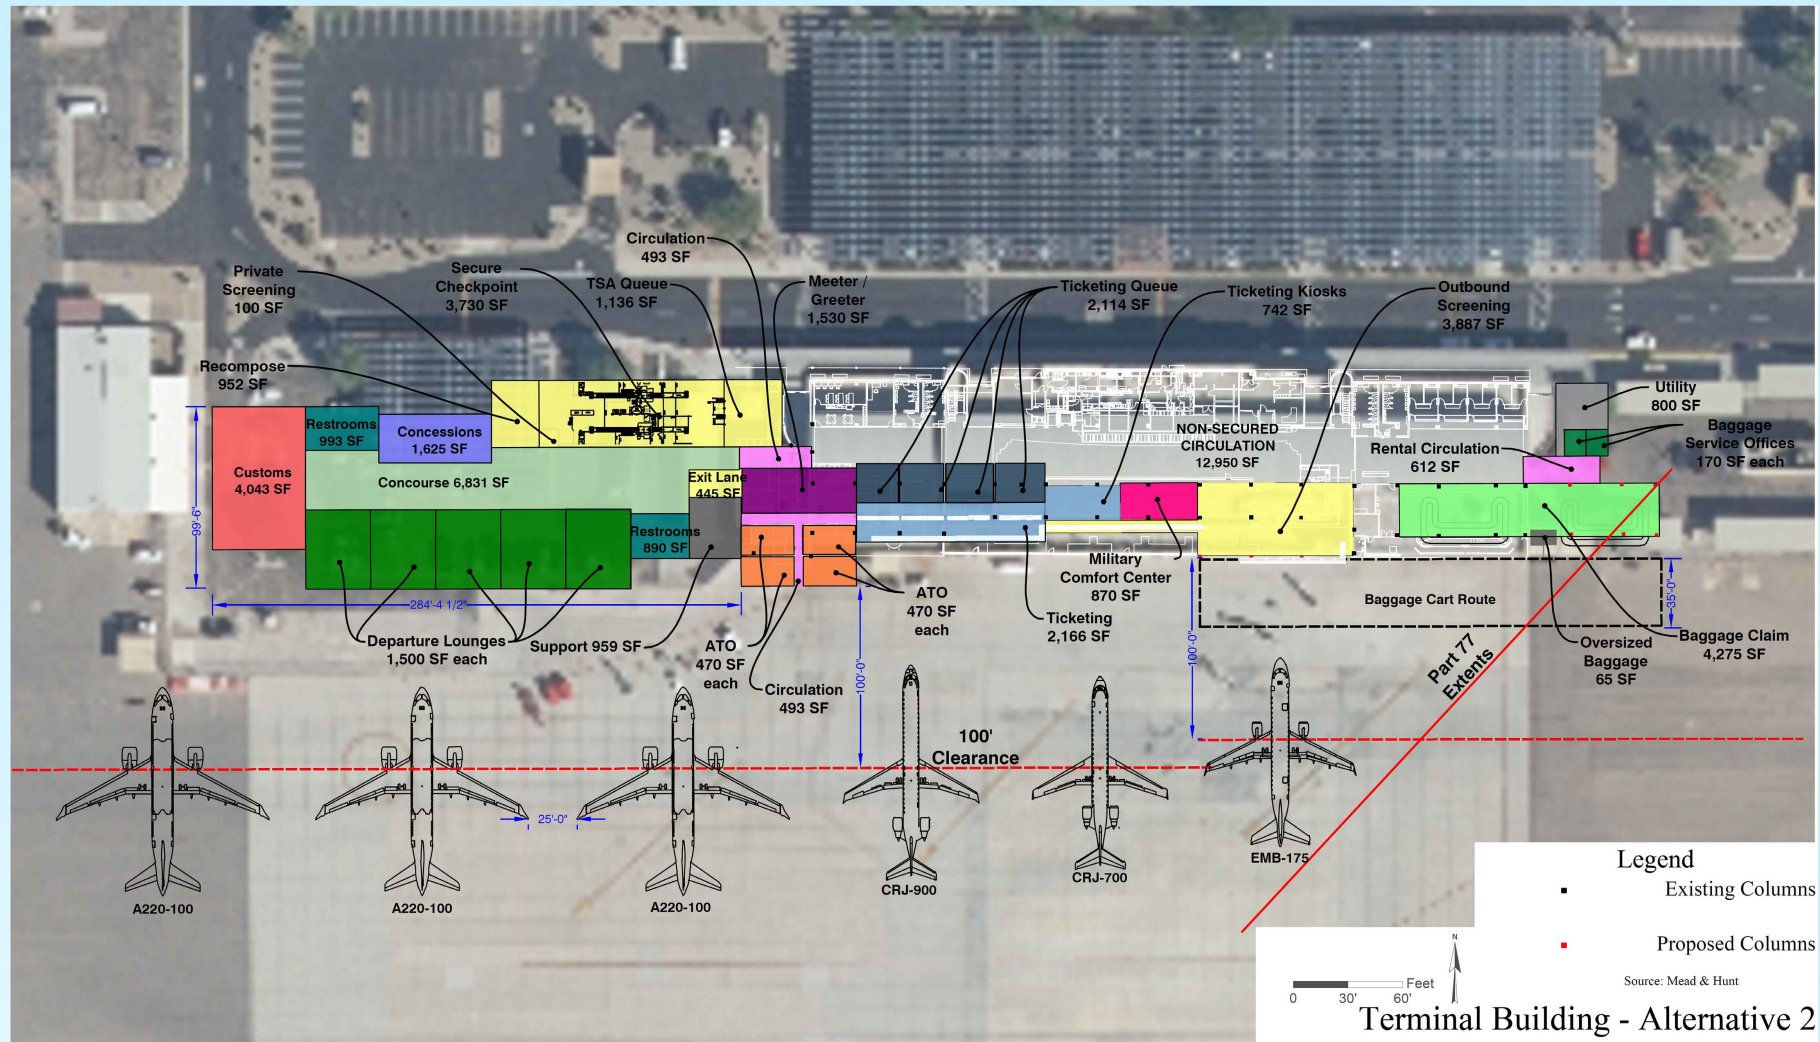 Circulation
493 SF
Private
Screening
100 SF
Secure
Checkpoint
3,730 SF
TSA Queue
1,136 SF
Meeter /
Greeter
1,530 SF
Ticketing Queue
2,114 SF
Ticketing Kiosks
742 SF
Outbound
Screening
3,887 SF
Recompose
952 SF
Utility
800 SF
Restrooms
993 SF
Concessions
1,625 SF
NON-SECURED
CIRCULATION
12,950 SF
Baggage
Service Offices
170 SF each
Rental Circulation
612 SF
Customs
4,043 SF
Concourse 6,831 SF
Exit Lane
445 SF
99'-6"
Restrooms
890 SF
Military
Comfort Center
870 SF
284'-4 1/2"
ATO
470 SF
each
Baggage Cart Route
35'-0"
Departure Lounges
1,500 SF each
Support 959 SF
ATO
470 SF
each
Ticketing
2,166 SF
Oversized
Baggage
65 SF
Baggage Claim
4,275 SF
Circulation
493 SF
100'-0"
100'-0"
Part 77
Extents
100'
Clearance
25'-0"
A220-100
A220-100
A220-100
CRJ-900
CRJ-700
EMB-175
Legend
Existing Columns
Proposed Columns
N
Source: Mead & Hunt
Feet
0 30' 60'
Terminal Building - Alternative 2